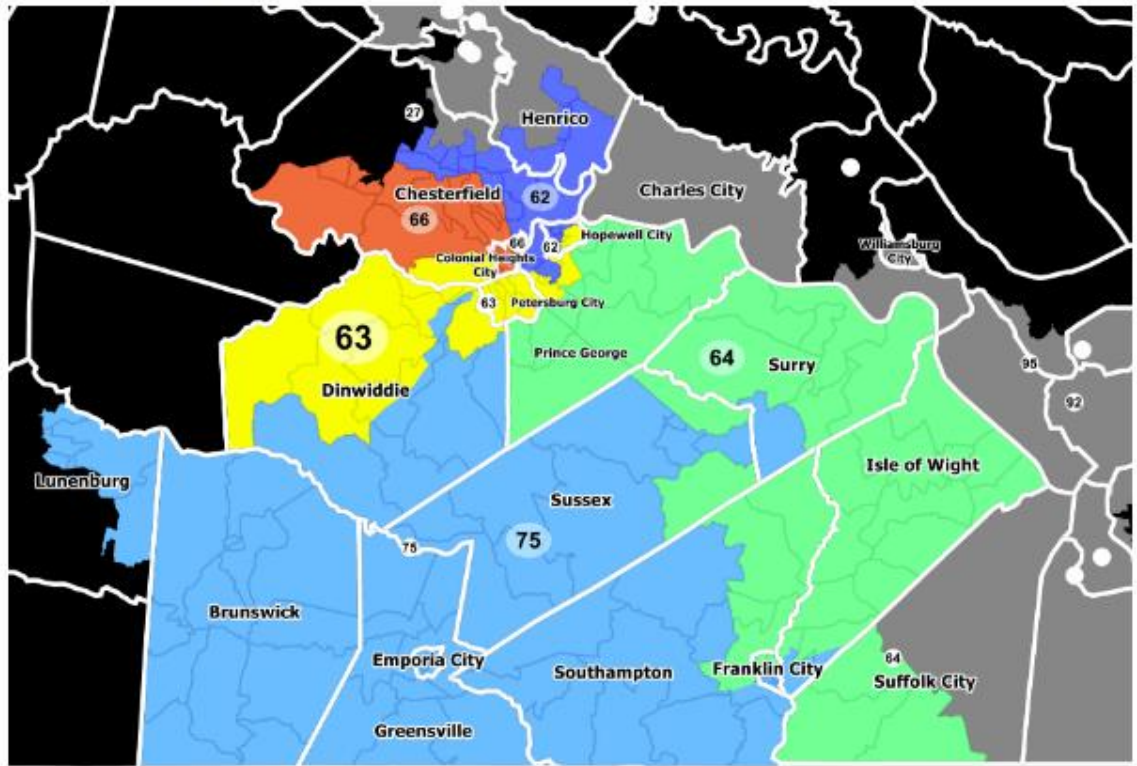 27
Henrico
Chesterfield
62
Charles City
66
66
62
Hopewell City
Colonial Heights
City
Williamsburg
City
63
Petersburg City
63
Prince George
64
Surry
95
Dinwiddie
92
Lunenburg
Isle of Wight
Sussex
75
75
Brunswick
Emporia City
Southampton
Franklin City
64
Suffolk City
Greensville